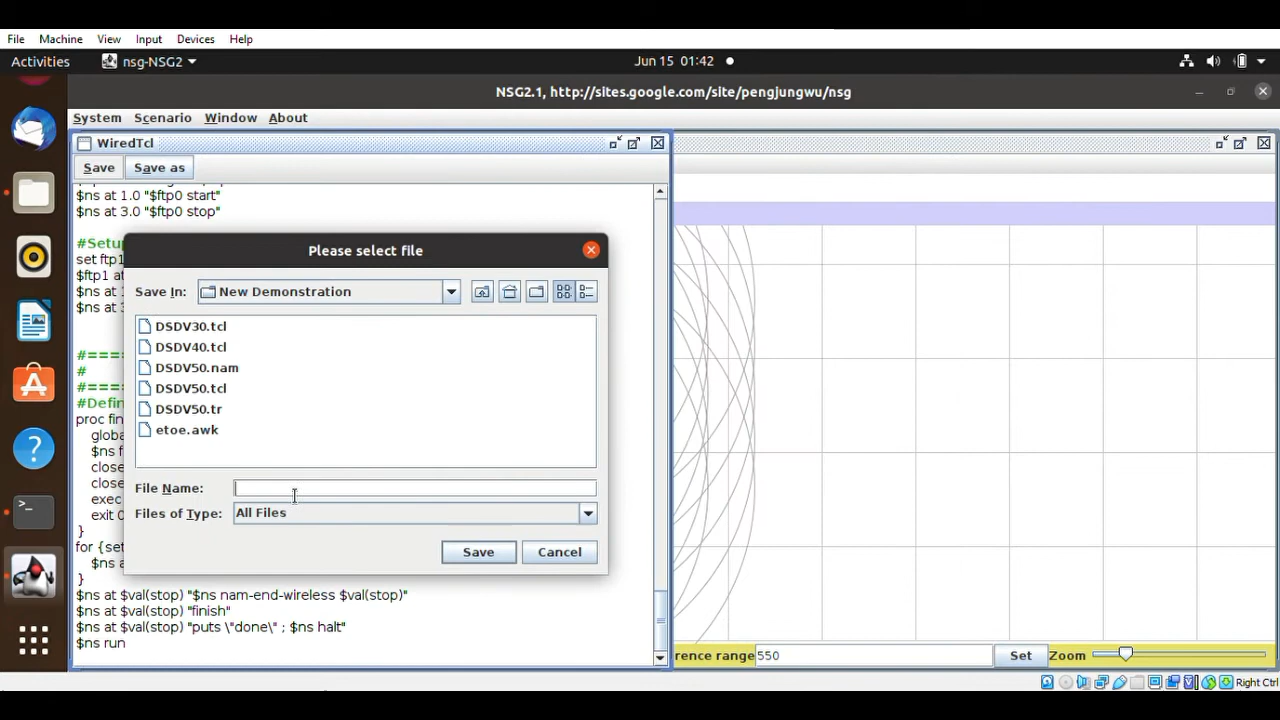 File Machine View Input Devices Help
Activities nsg-NSG2 Jun 15 01:42
NSG2.1, http://sites.google.com/site/pengjungwu/nsg
System Scenario Window About
WiredTcl
Save Save as
$ns at 1.0 "$ftp0 start"
$ns at 3.0 "$ftp0 stop"
#Setup
set ftp1
$ftp1 at
$ns at 1
$ns at 3
#====
#
#====
#Defin
proc fin
globa
$ns f
close
close
exec
exit 0
}
for {set
$ns a
}
$ns at $val(stop) "$ns nam-end-wireless $val(stop)"
$ns at $val(stop) "finish"
$ns at $val(stop) "puts \"done\" ; $ns halt"
$ns run
Please select file
Save In: New Demonstration
DSDV30.tcl
DSDV40.tcl
DSDV50.nam
DSDV50.tcl
DSDV50.tr
etoe.awk
File Name:
Files of Type: All Files
Save Cancel
rence range 550 Set Zoom
Right Ctrl